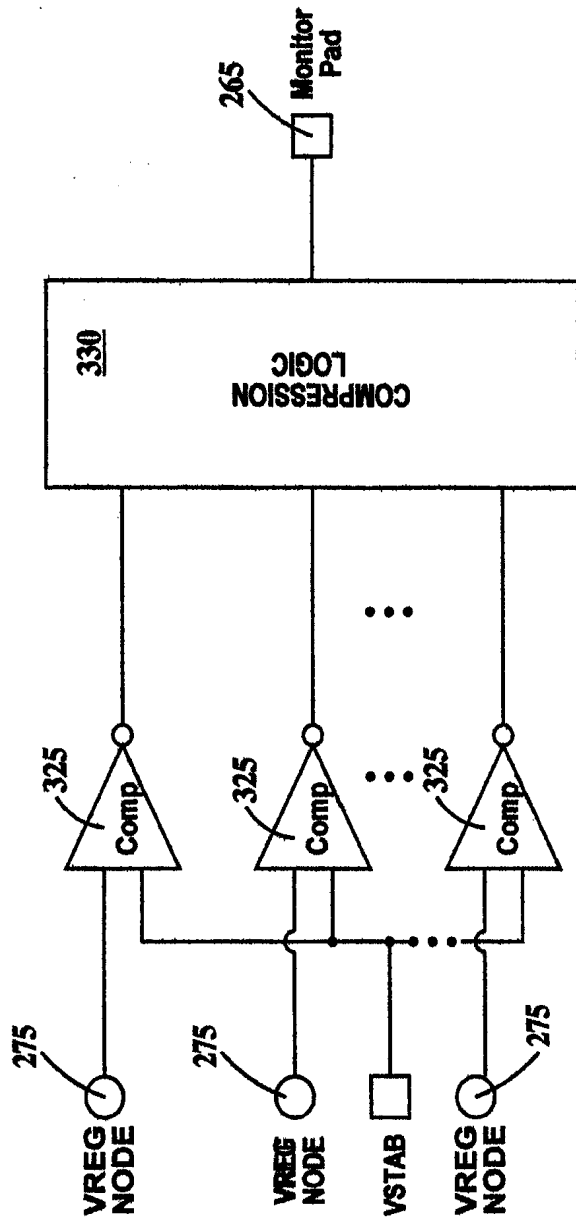 275
VREG
NODE
325
Comp
275
VREG
NODE
325
Comp
VSTAB
275
VREG
NODE
325
Comp
330
COMPRESSION
LOGIC
265
Monitor
Pad